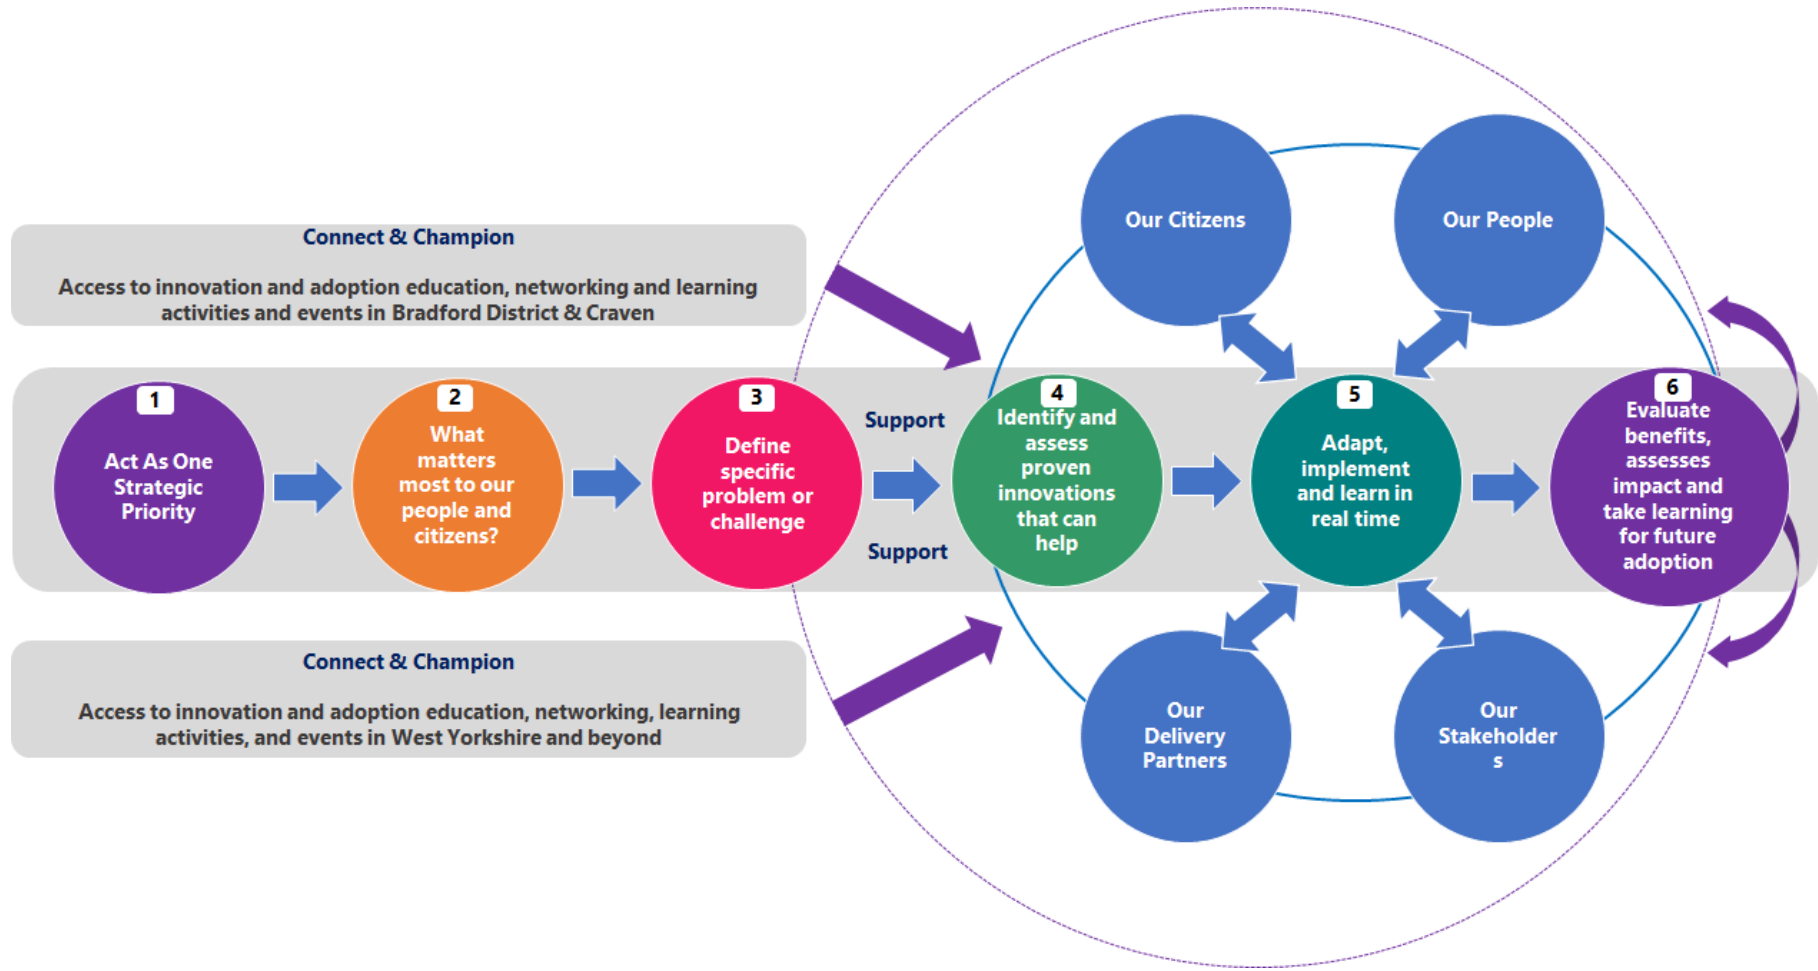 Connect & Champion
Access to innovation and adoption education, networking and learning
activities and events in Bradford District & Craven
Our Citizens
Our People
1
Act As One
Strategic
Priority
2
What
matters
most to our
people and
citizens?
3
Define
specific
problem or
challenge
Support
Support
4
Identify and
assess
proven
innovations
that can
help
5
Adapt,
implement
and learn in
real time
6
Evaluate
benefits,
assesses
impact and
take learning
for future
adoption
Connect & Champion
Access to innovation and adoption education, networking, learning
activities, and events in West Yorkshire and beyond
Our
Delivery
Partners
Our
Stakeholder
s